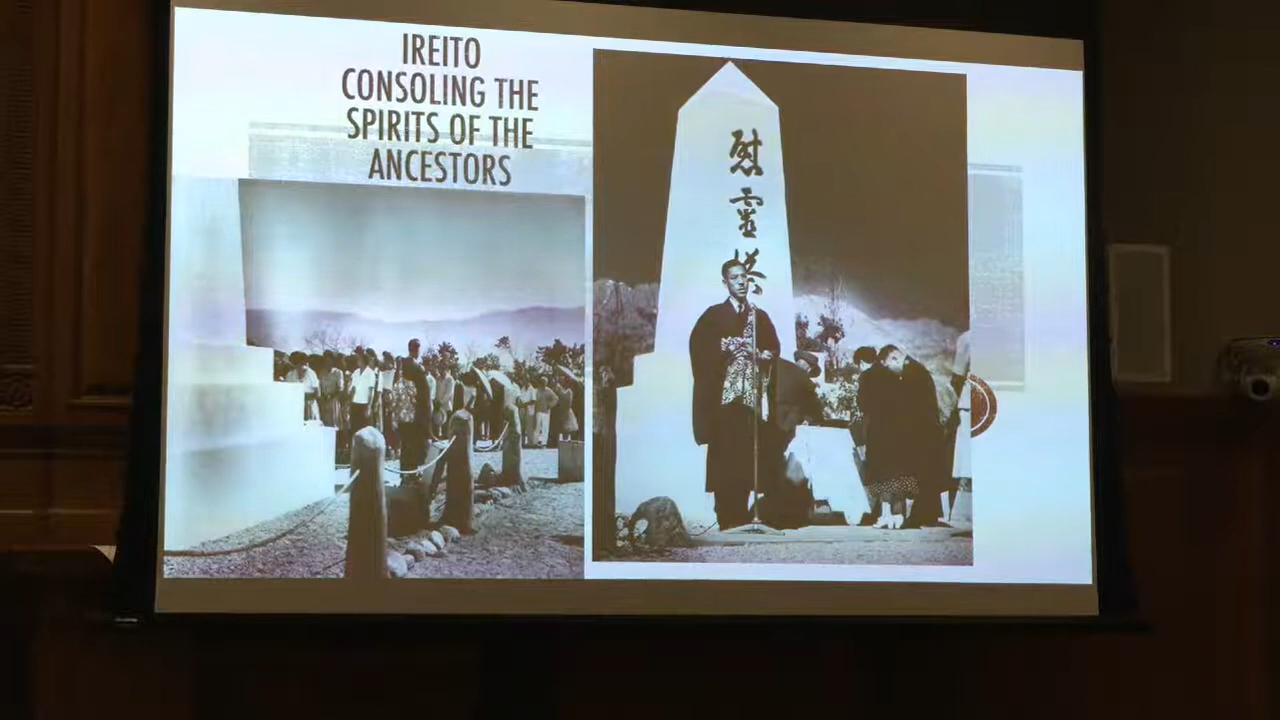 IREITO
CONSOLING THE
SPIRITS OF THE
ANCESTORS
慰
霊